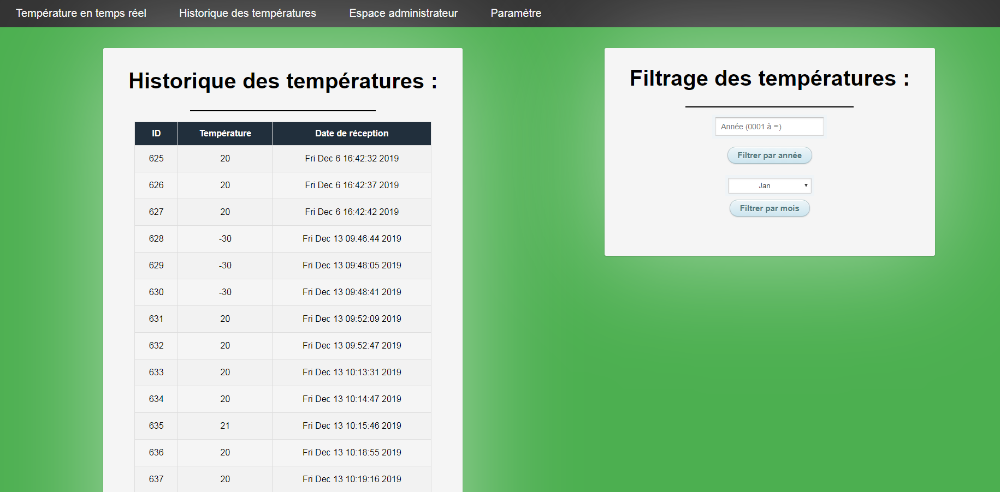 Température en temps réel Historique des températures Espace administrateur Paramètre
Historique des températures :
ID Température Date de réception
625 20 Fri Dec 6 16:42:32 2019
626 20 Fri Dec 6 16:42:37 2019
627 20 Fri Dec 6 16:42:42 2019
628 -30 Fri Dec 13 09:46:44 2019
629 -30 Fri Dec 13 09:48:05 2019
630 -30 Fri Dec 13 09:48:41 2019
631 20 Fri Dec 13 09:52:09 2019
632 20 Fri Dec 13 09:52:47 2019
633 20 Fri Dec 13 10:13:31 2019
634 20 Fri Dec 13 10:14:47 2019
635 21 Fri Dec 13 10:15:46 2019
636 20 Fri Dec 13 10:18:55 2019
637 20 Fri Dec 13 10:19:16 2019
Filtrage des températures :
Année (0001 à ∞)
Filtrer par année
Jan
Filtrer par mois